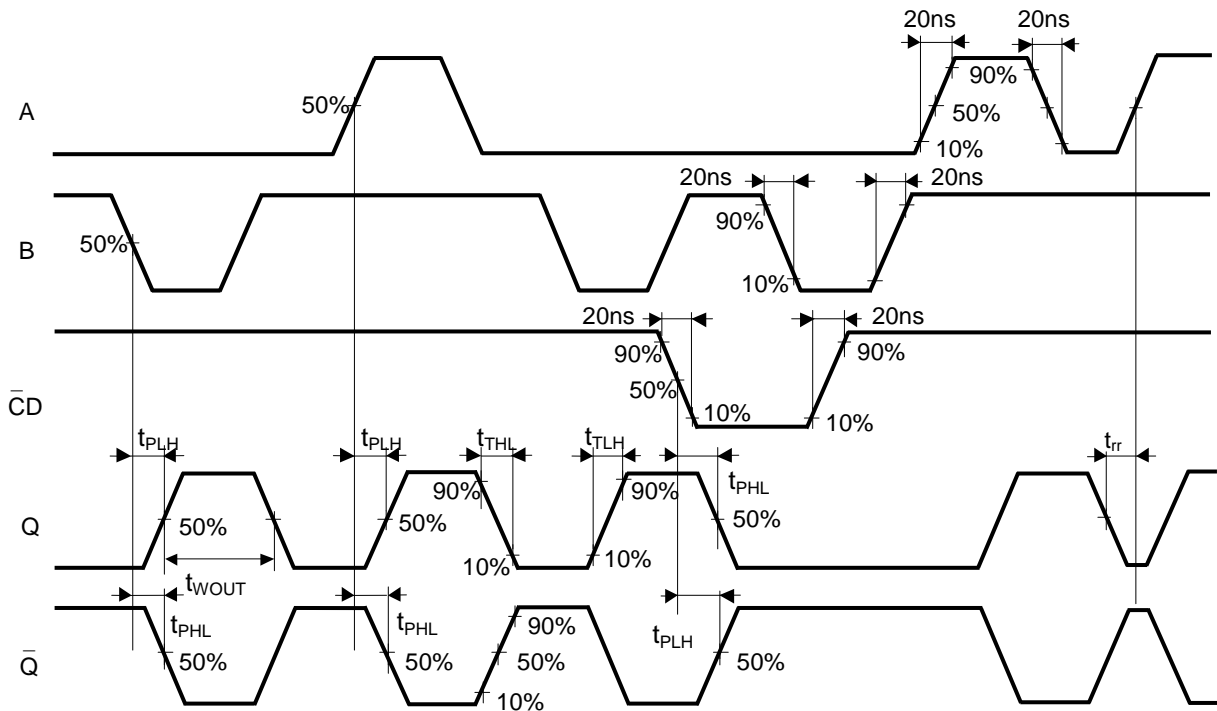 20ns 20ns
A 50% 90% 50% 10%
20ns 20ns
B 50% 90% 10%
20ns 20ns
C̅D 90% 50% 10% 90% 10%
tPLH tPLH tTHL tTLH tPHL trr
Q 50% 50% 90% 10% 90% 10% 50%
tWOUT
Q̅ tPHL 50% tPHL 50% 90% 50% 10% tPLH 50%